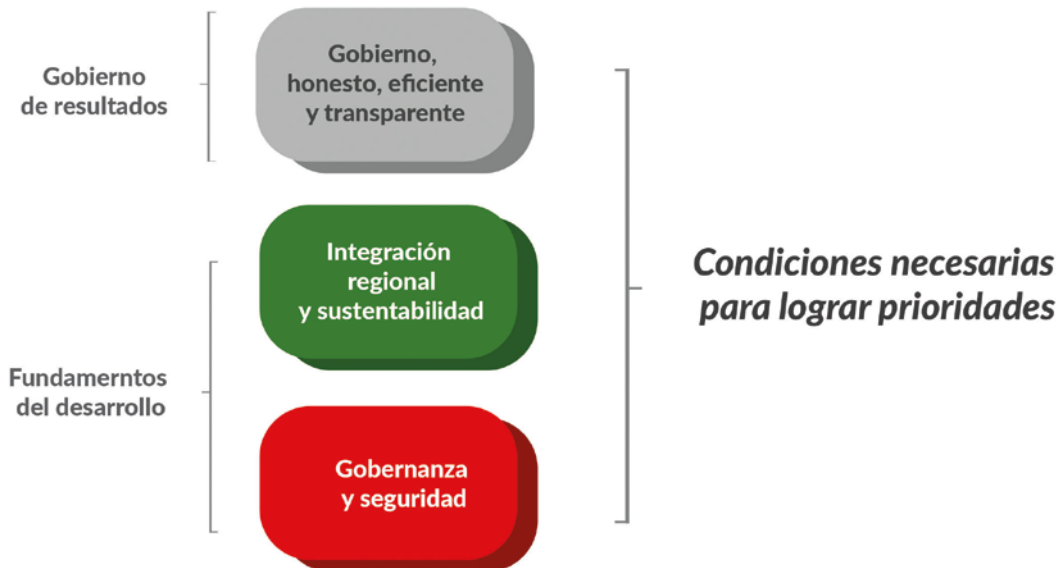 Gobierno
de resultados
Gobierno,
honesto, eficiente
y transparente
Integración
regional
y sustentabilidad
Fundamerntos
del desarrollo
Gobernanza
y seguridad
Condiciones necesarias
para lograr prioridades